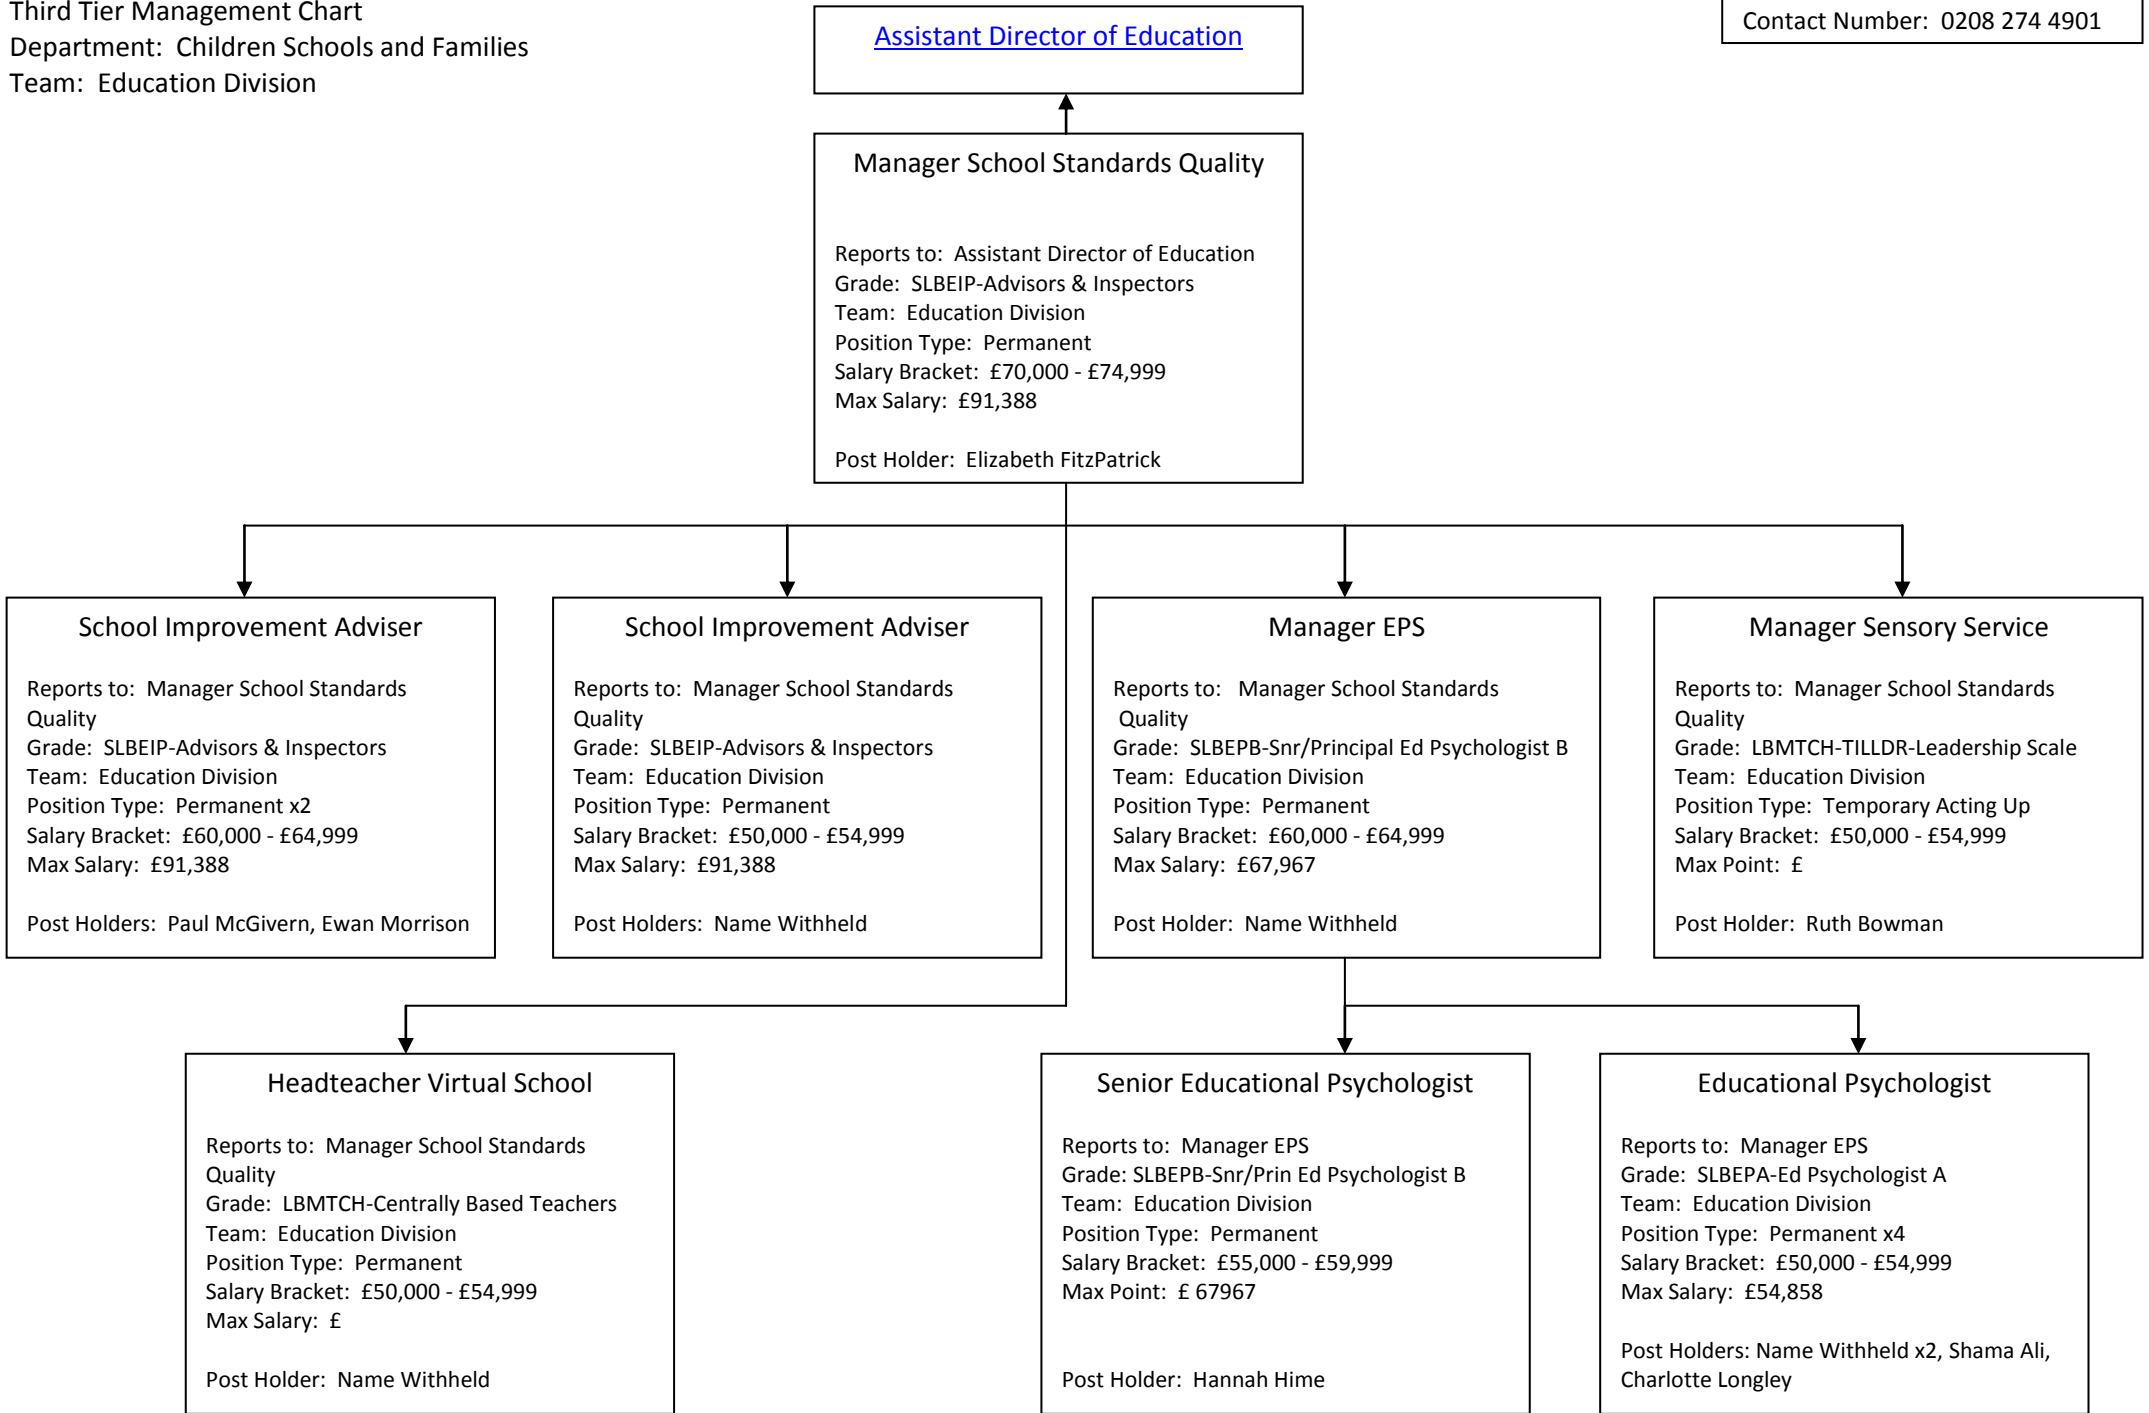 Third Tier Management Chart
Department: Children Schools and Families
Team: Education Division
Assistant Director of Education
Contact Number: 0208 274 4901
Manager School Standards Quality
Reports to: Assistant Director of Education
Grade: SLBEIP-Advisors & Inspectors
Team: Education Division
Position Type: Permanent
Salary Bracket: £70,000 - £74,999
Max Salary: £91,388
Post Holder: Elizabeth FitzPatrick
School Improvement Adviser
Reports to: Manager School Standards
Quality
Grade: SLBEIP-Advisors & Inspectors
Team: Education Division
Position Type: Permanent x2
Salary Bracket: £60,000 - £64,999
Max Salary: £91,388
Post Holders: Paul McGivern, Ewan Morrison
School Improvement Adviser
Reports to: Manager School Standards
Quality
Grade: SLBEIP-Advisors & Inspectors
Team: Education Division
Position Type: Permanent
Salary Bracket: £50,000 - £54,999
Max Salary: £91,388
Post Holders: Name Withheld
Manager EPS
Reports to: Manager School Standards
Quality
Grade: SLBEPB-Snr/Principal Ed Psychologist B
Team: Education Division
Position Type: Permanent
Salary Bracket: £60,000 - £64,999
Max Salary: £67,967
Post Holder: Name Withheld
Manager Sensory Service
Reports to: Manager School Standards
Quality
Grade: LBMTCH-TILLDR-Leadership Scale
Team: Education Division
Position Type: Temporary Acting Up
Salary Bracket: £50,000 - £54,999
Max Point: £
Post Holder: Ruth Bowman
Headteacher Virtual School
Reports to: Manager School Standards
Quality
Grade: LBMTCH-Centrally Based Teachers
Team: Education Division
Position Type: Permanent
Salary Bracket: £50,000 - £54,999
Max Salary: £
Post Holder: Name Withheld
Senior Educational Psychologist
Reports to: Manager EPS
Grade: SLBEPB-Snr/Prin Ed Psychologist B
Team: Education Division
Position Type: Permanent
Salary Bracket: £55,000 - £59,999
Max Point: £ 67967
Post Holder: Hannah Hime
Educational Psychologist
Reports to: Manager EPS
Grade: SLBEPA-Ed Psychologist A
Team: Education Division
Position Type: Permanent x4
Salary Bracket: £50,000 - £54,999
Max Salary: £54,858
Post Holders: Name Withheld x2, Shama Ali,
Charlotte Longley